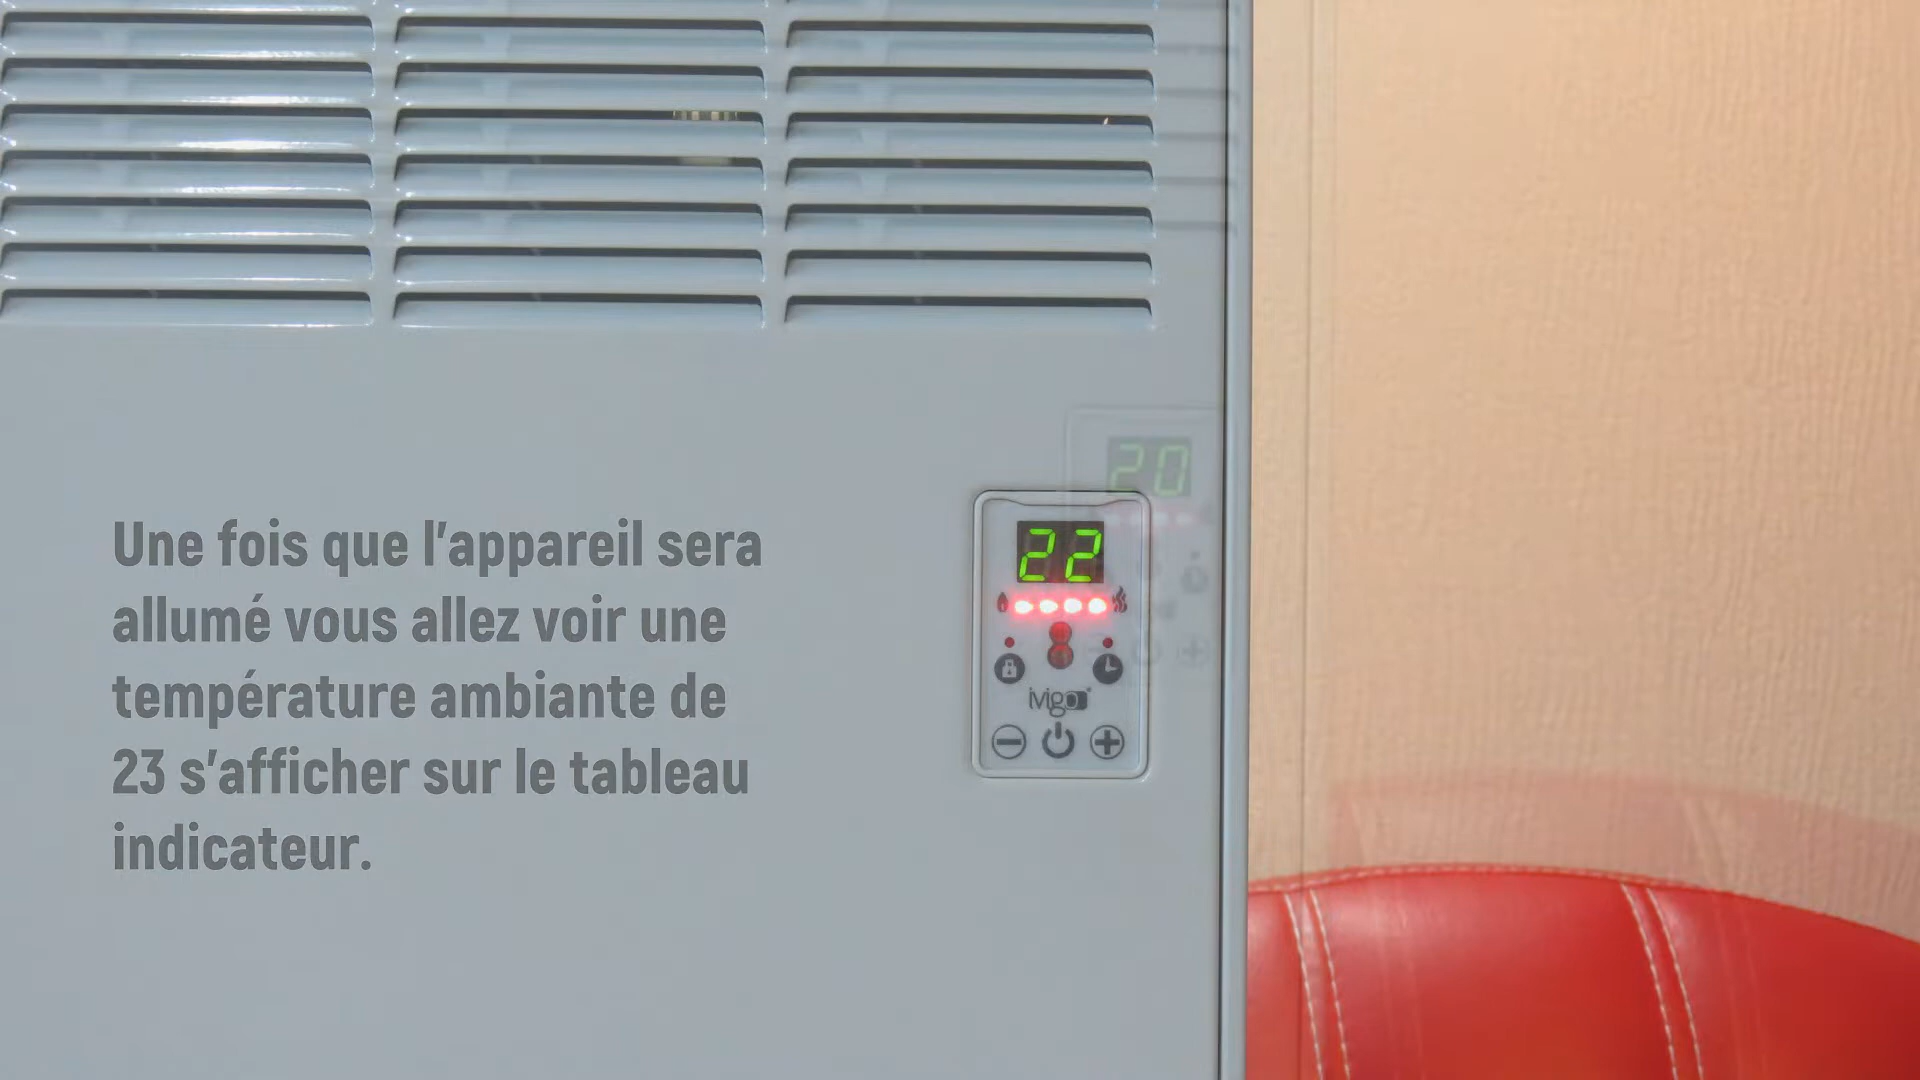 Une fois que l'appareil sera
allumé vous allez voir une
température ambiante de
23 s'afficher sur le tableau
indicateur.
20
22
ivigo